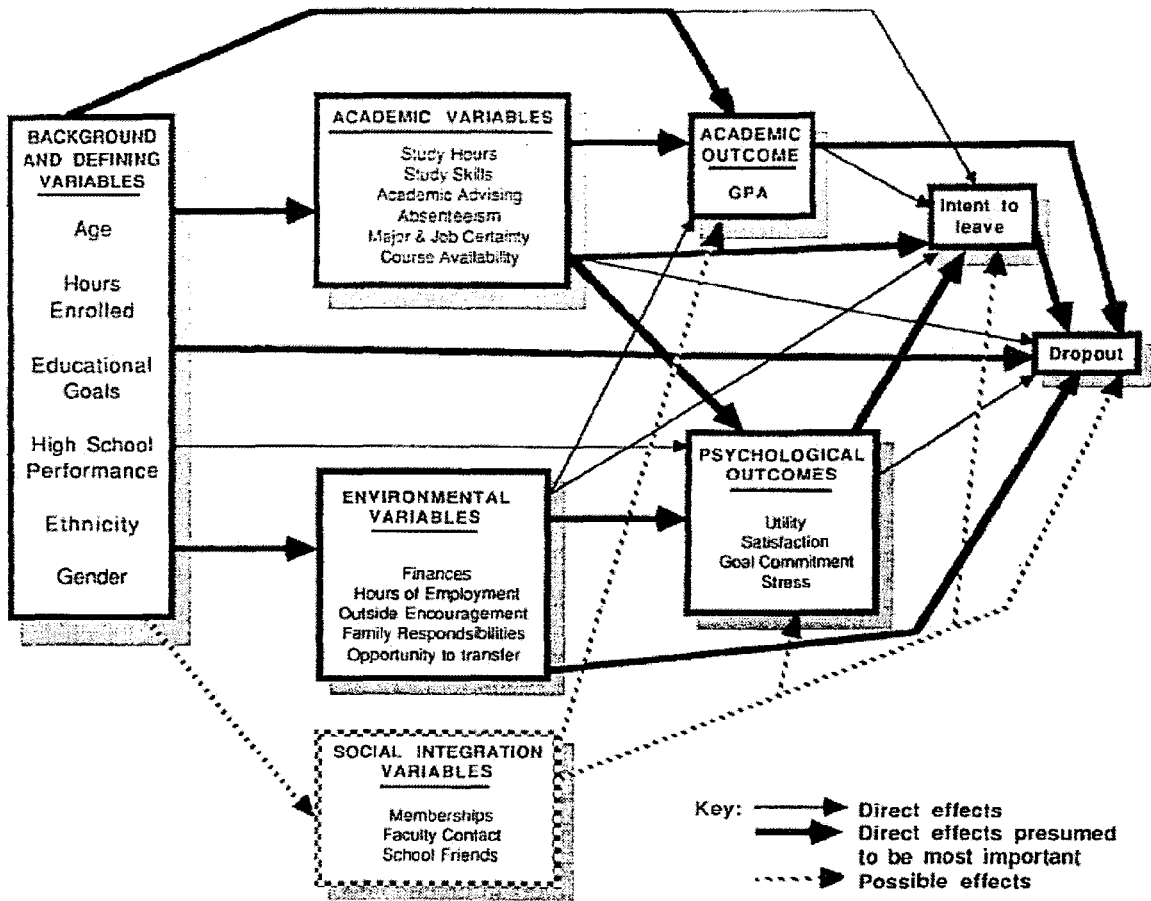 BACKGROUND
AND DEFINING
VARIABLES
Age
Hours
Enrolled
Educational
Goals
High School
Performance
Ethnicity
Gender
ACADEMIC VARIABLES
Study Hours
Study Skills
Academic Advising
Absenteeism
Major & Job Certainty
Course Availability
ENVIRONMENTAL
VARIABLES
Finances
Hours of Employment
Outside Encouragement
Family Respondsibilities
Opportunity to transfer
SOCIAL INTEGRATION
VARIABLES
Memberships
Faculty Contact
School Friends
ACADEMIC
OUTCOME
GPA
PSYCHOLOGICAL
OUTCOMES
Utility
Satisfaction
Goal Commitment
Stress
Intent to
leave
Dropout
Key:
Direct effects
Direct effects presumed
to be most important
Possible effects